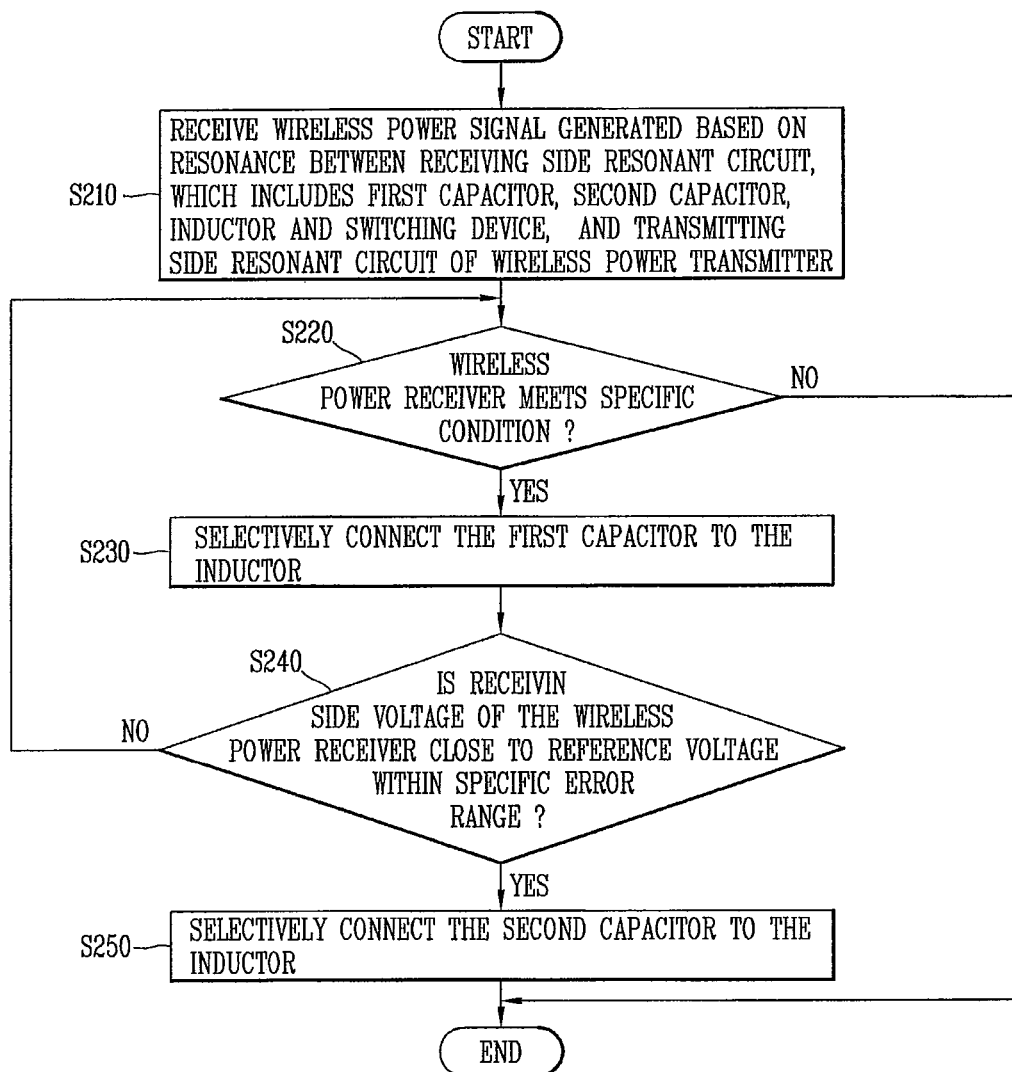 START
RECEIVE WIRELESS POWER SIGNAL GENERATED BASED ON
RESONANCE BETWEEN RECEIVING SIDE RESONANT CIRCUIT,
S210 WHICH INCLUDES FIRST CAPACITOR, SECOND CAPACITOR,
INDUCTOR AND SWITCHING DEVICE, AND TRANSMITTING
SIDE RESONANT CIRCUIT OF WIRELESS POWER TRANSMITTER
S220
WIRELESS
POWER RECEIVER MEETS SPECIFIC
CONDITION ?
NO
YES
S230
SELECTIVELY CONNECT THE FIRST CAPACITOR TO THE
INDUCTOR
S240
IS RECEIVIN
SIDE VOLTAGE OF THE WIRELESS
POWER RECEIVER CLOSE TO REFERENCE VOLTAGE
WITHIN SPECIFIC ERROR
RANGE ?
NO
YES
S250
SELECTIVELY CONNECT THE SECOND CAPACITOR TO THE
INDUCTOR
END